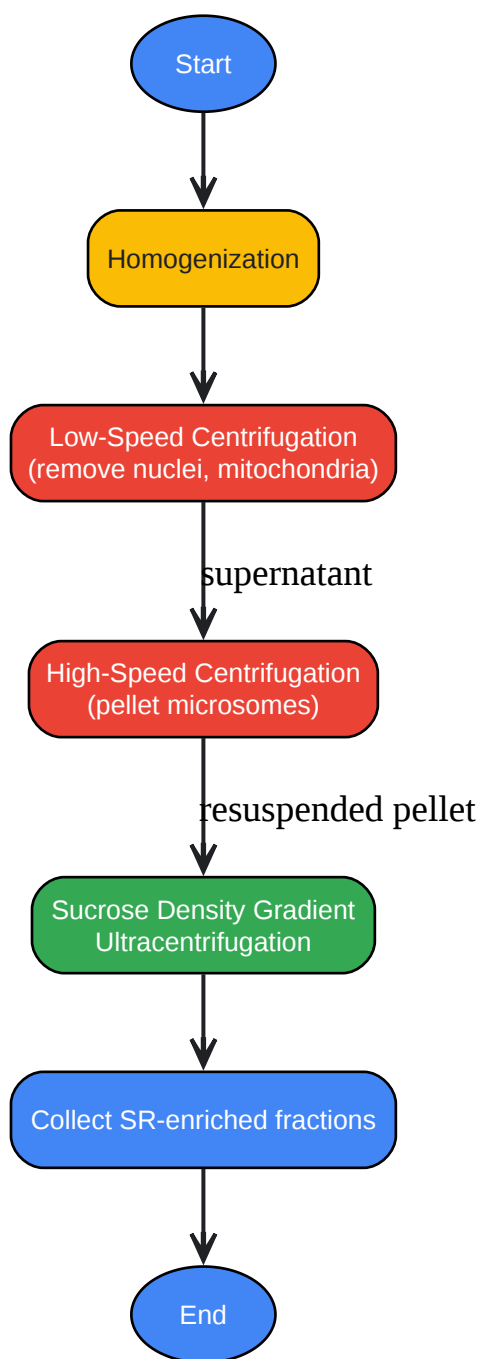 Start
Homogenization
Low-Speed Centrifugation
(remove nuclei, mitochondria)
supernatant
High-Speed Centrifugation
(pellet microsomes)
resuspended pellet
Sucrose Density Gradient
Ultracentrifugation
Collect SR-enriched fractions
End